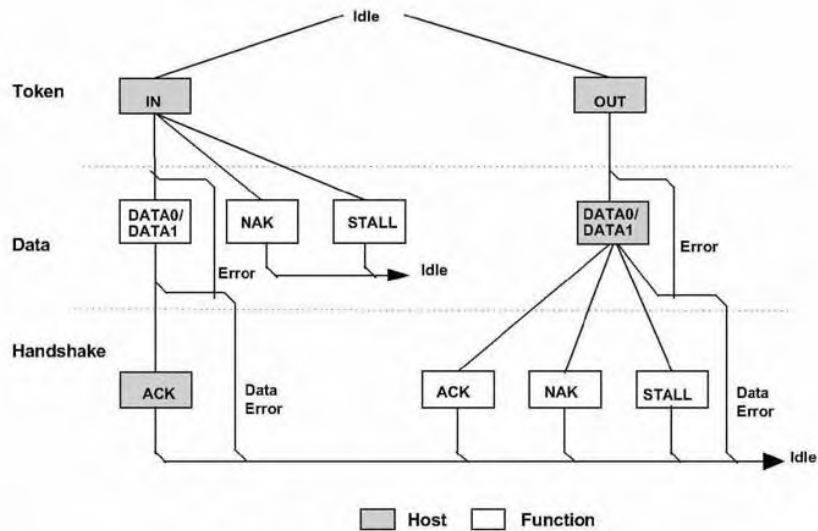 Idle
Token
IN
OUT
DATA0/
DATA1
NAK
STALL
DATA0/
DATA1
Data
Error
Idle
Error
Handshake
ACK
Data
Error
ACK
NAK
STALL
Data
Error
Idle
Host
Function